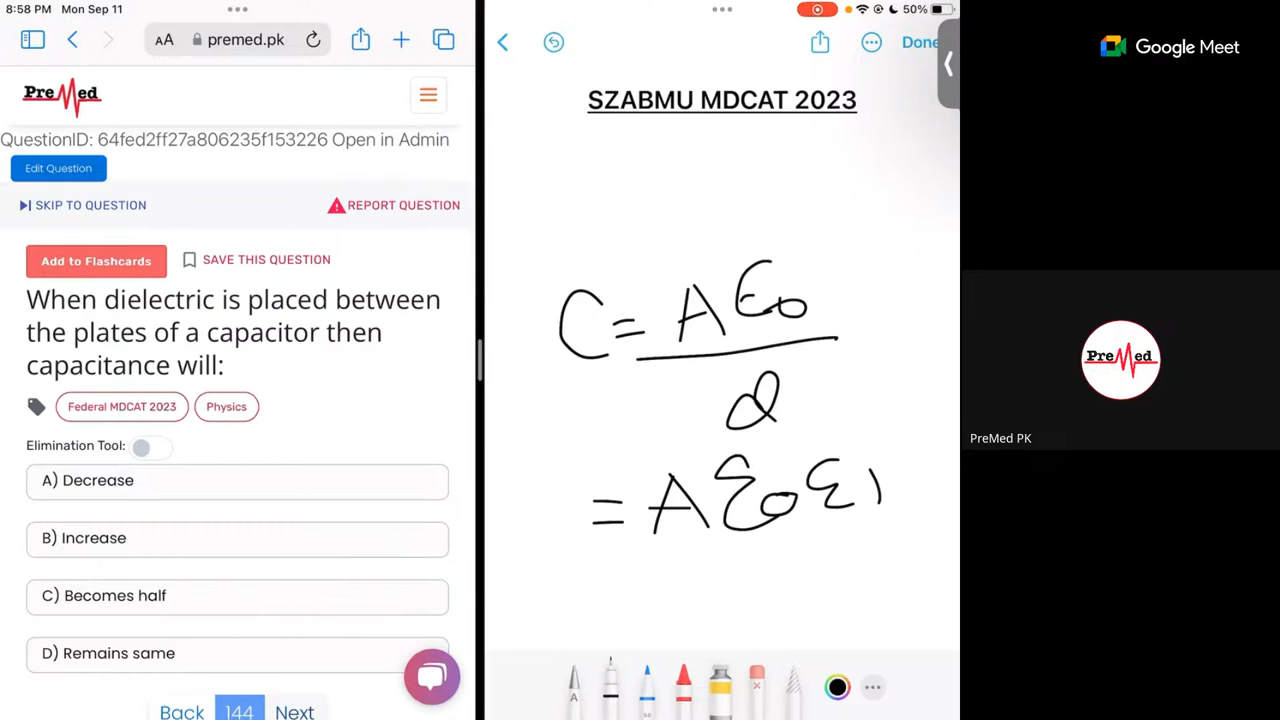 8:58 PM Mon Sep 11
50%
AA premed.pk
Done
Google Meet
PreMed
SZABMU MDCAT 2023
QuestionID: 64fed2ff27a806235f153226 Open in Admin
Edit Question
SKIP TO QUESTION
REPORT QUESTION
Add to Flashcards
SAVE THIS QUESTION
When dielectric is placed between
the plates of a capacitor then
capacitance will:
Federal MDCAT 2023
Physics
Elimination Tool:
A) Decrease
B) Increase
C) Becomes half
D) Remains same
Back 144 Next
C = A Eo
d
= A ℰo ℰ
PreMed
PreMed PK
A